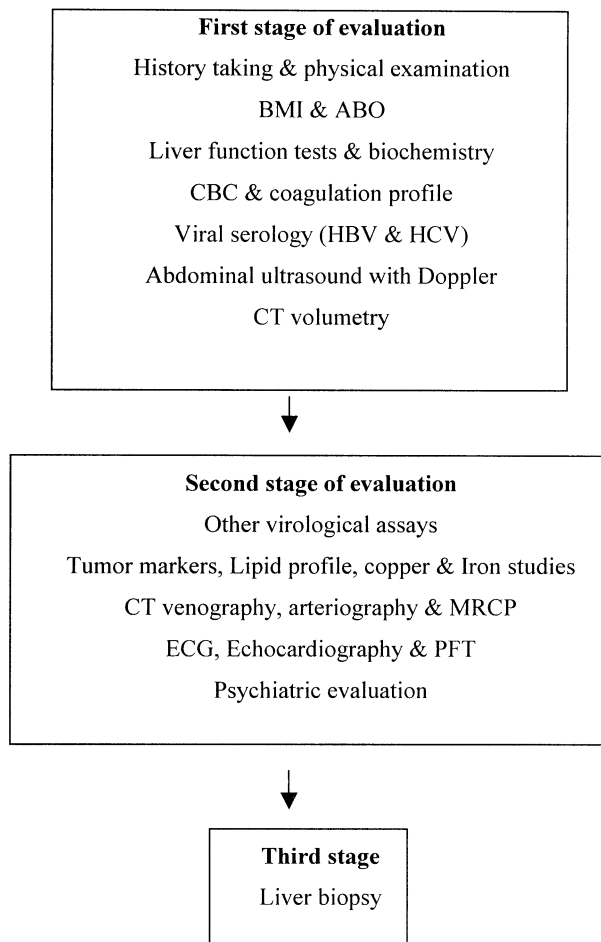 First stage of evaluation
History taking & physical examination
BMI & ABO
Liver function tests & biochemistry
CBC & coagulation profile
Viral serology (HBV & HCV)
Abdominal ultrasound with Doppler
CT volumetry
Second stage of evaluation
Other virological assays
Tumor markers, Lipid profile, copper & Iron studies
CT venography, arteriography & MRCP
ECG, Echocardiography & PFT
Psychiatric evaluation
Third stage
Liver biopsy